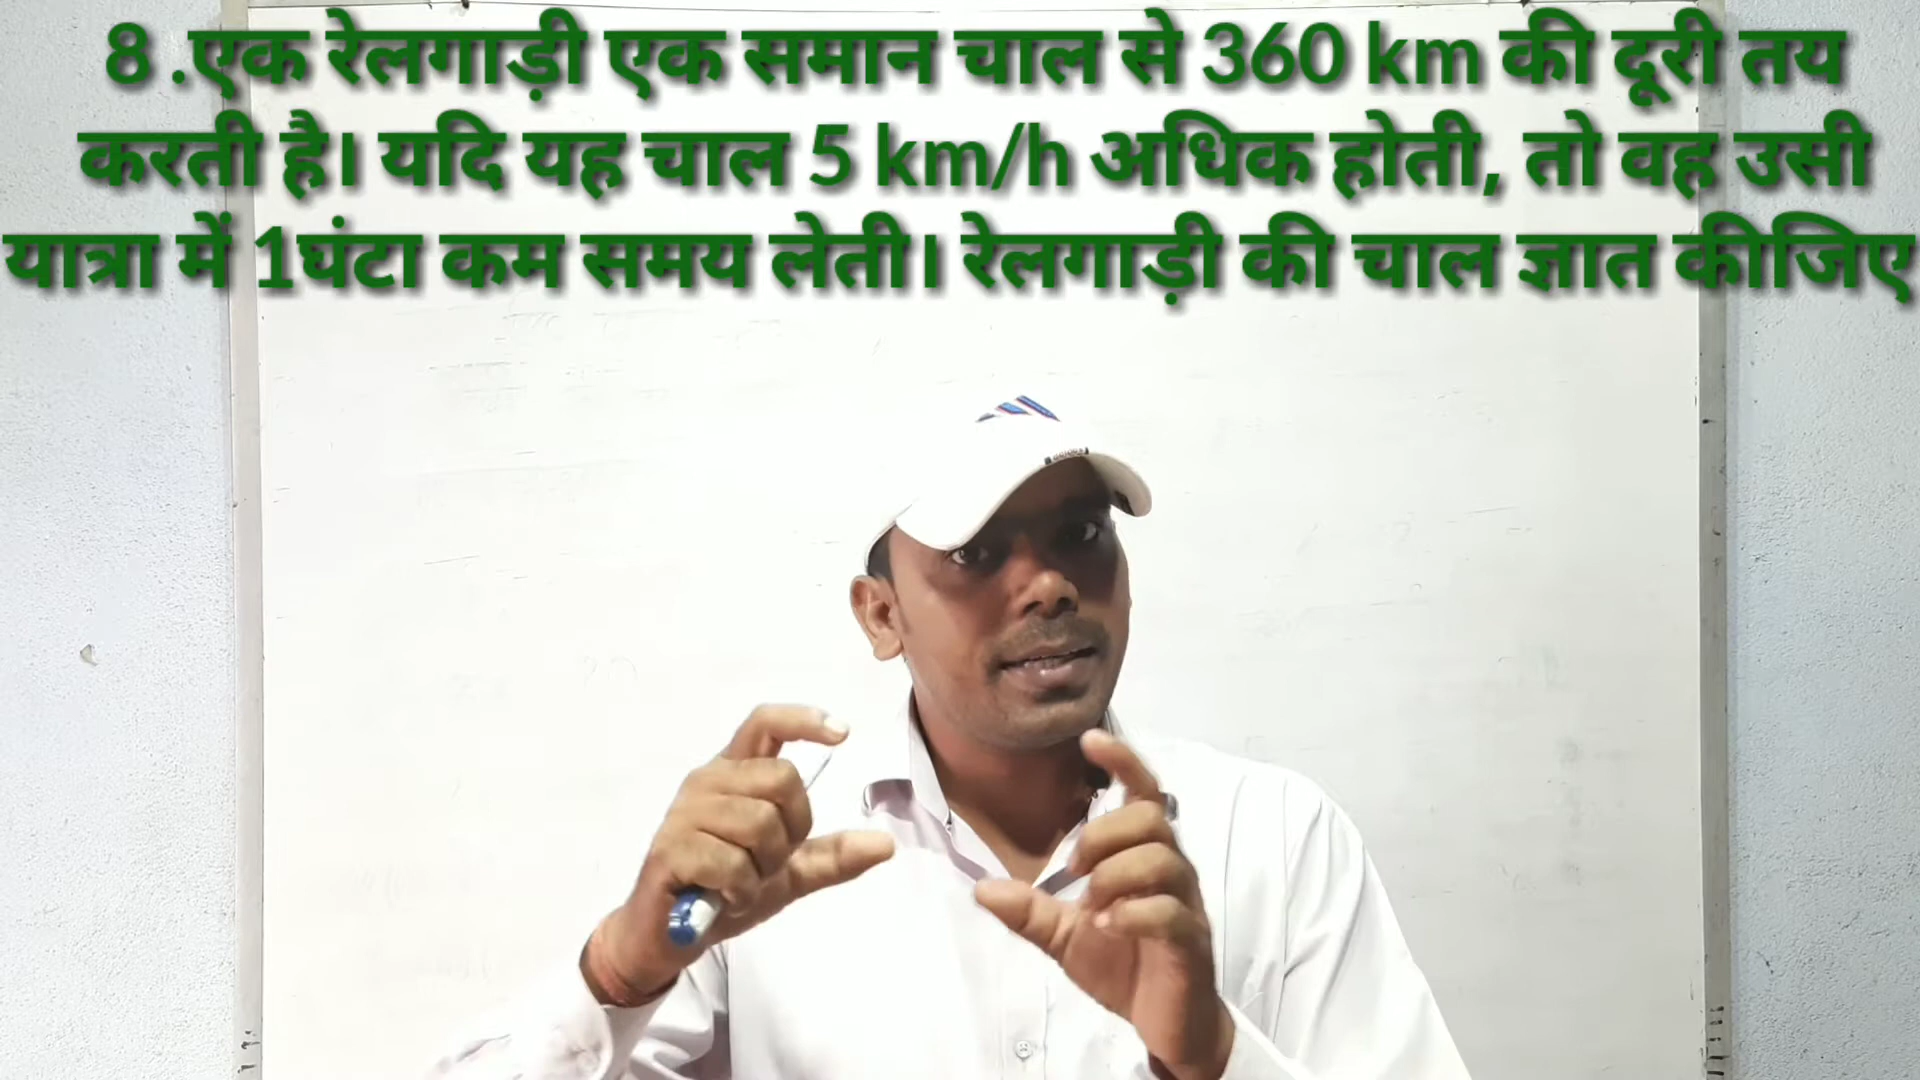 8 .एक रेलगाड़ी एक समान चाल से 360 km की दूरी तय
करती है। यदि यह चाल 5 km/h अधिक होती, तो वह उसी
यात्रा में 1घंटा कम समय लेती। रेलगाड़ी की चाल ज्ञात कीजिए